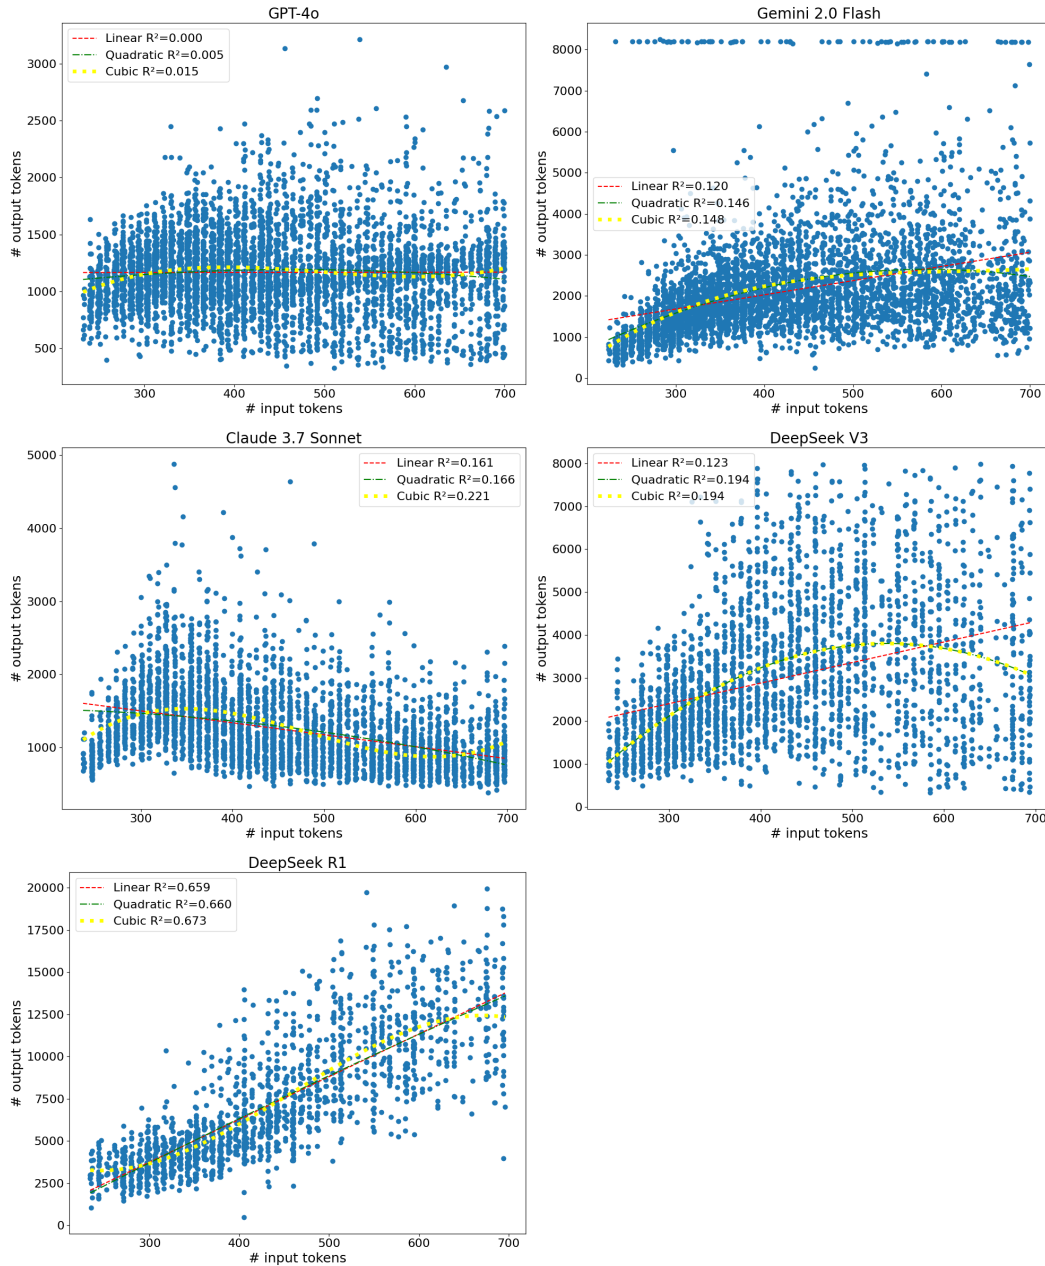 GPT-4o
Linear R²=0.000
Quadratic R²=0.005
Cubic R²=0.015
3000
2500
2000
1500
1000
500
# output tokens
300 400 500 600 700
# input tokens
Gemini 2.0 Flash
Linear R²=0.120
Quadratic R²=0.146
Cubic R²=0.148
8000
7000
6000
5000
4000
3000
2000
1000
0
# output tokens
300 400 500 600 700
# input tokens
Claude 3.7 Sonnet
Linear R²=0.161
Quadratic R²=0.166
Cubic R²=0.221
5000
4000
3000
2000
1000
# output tokens
300 400 500 600 700
# input tokens
DeepSeek V3
Linear R²=0.123
Quadratic R²=0.194
Cubic R²=0.194
8000
7000
6000
5000
4000
3000
2000
1000
0
# output tokens
300 400 500 600 700
# input tokens
DeepSeek R1
Linear R²=0.659
Quadratic R²=0.660
Cubic R²=0.673
20000
17500
15000
12500
10000
7500
5000
2500
0
# output tokens
300 400 500 600 700
# input tokens